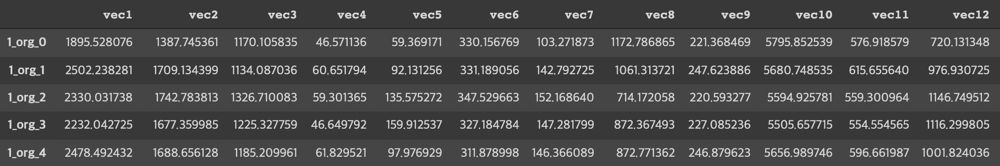 vec1 vec2 vec3 vec4 vec5 vec6 vec7 vec8 vec9 vec10 vec11 vec12
1_org_0 1895.528076 1387.745361 1170.105835 46.571136 59.369171 330.156769 103.271873 1172.786865 221.368469 5795.852539 576.918579 720.131348
1_org_1 2502.238281 1709.134399 1134.087036 60.651794 92.131256 331.189056 142.792725 1061.313721 247.623886 5680.748535 615.655640 976.930725
1_org_2 2330.031738 1742.783813 1326.710083 59.301365 135.575272 347.529663 152.168640 714.172058 220.593277 5594.925781 559.300964 1146.749512
1_org_3 2232.042725 1677.359985 1225.327759 46.649792 159.912537 327.184784 147.281799 872.367493 227.085236 5505.657715 554.554565 1116.299805
1_org_4 2478.492432 1688.656128 1185.209961 61.829521 97.976929 311.878998 146.366089 872.771362 246.879623 5656.989746 596.661987 1001.824036